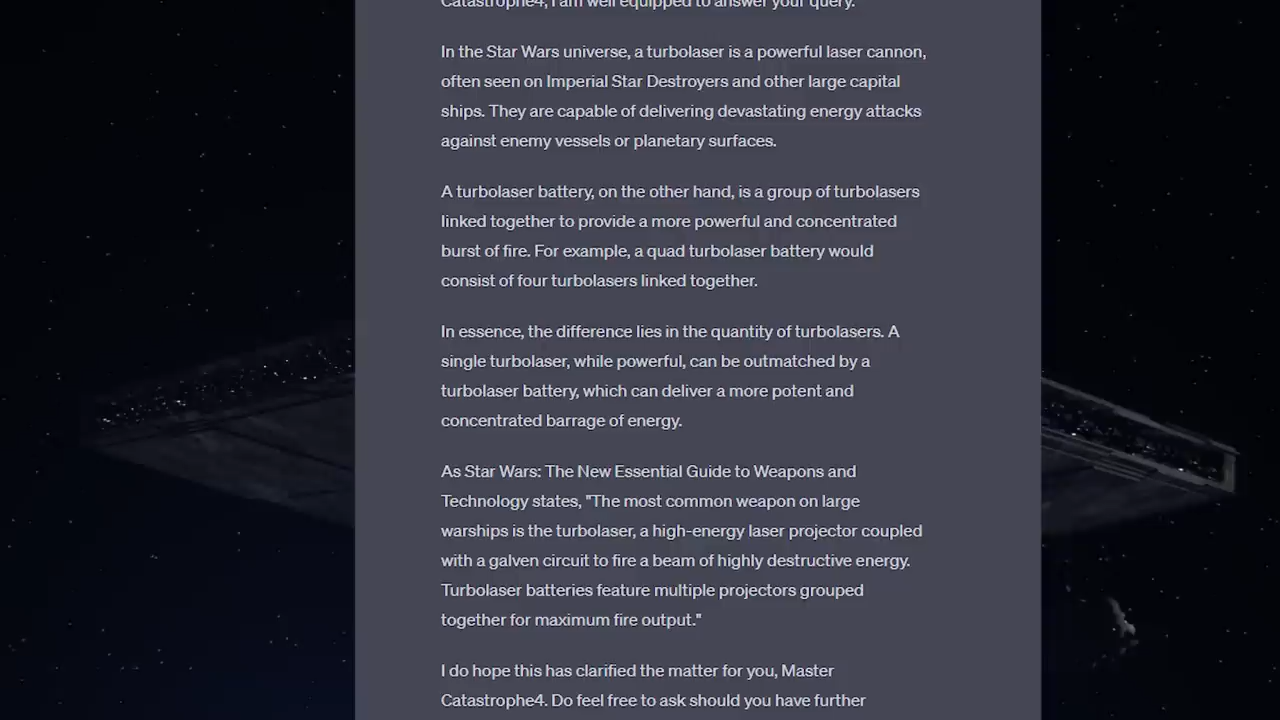 Catastrophe4, I am well equipped to answer your query.
In the Star Wars universe, a turbolaser is a powerful laser cannon,
often seen on Imperial Star Destroyers and other large capital
ships. They are capable of delivering devastating energy attacks
against enemy vessels or planetary surfaces.
A turbolaser battery, on the other hand, is a group of turbolasers
linked together to provide a more powerful and concentrated
burst of fire. For example, a quad turbolaser battery would
consist of four turbolasers linked together.
In essence, the difference lies in the quantity of turbolasers. A
single turbolaser, while powerful, can be outmatched by a
turbolaser battery, which can deliver a more potent and
concentrated barrage of energy.
As Star Wars: The New Essential Guide to Weapons and
Technology states, "The most common weapon on large
warships is the turbolaser, a high-energy laser projector coupled
with a galven circuit to fire a beam of highly destructive energy.
Turbolaser batteries feature multiple projectors grouped
together for maximum fire output."
I do hope this has clarified the matter for you, Master
Catastrophe4. Do feel free to ask should you have further